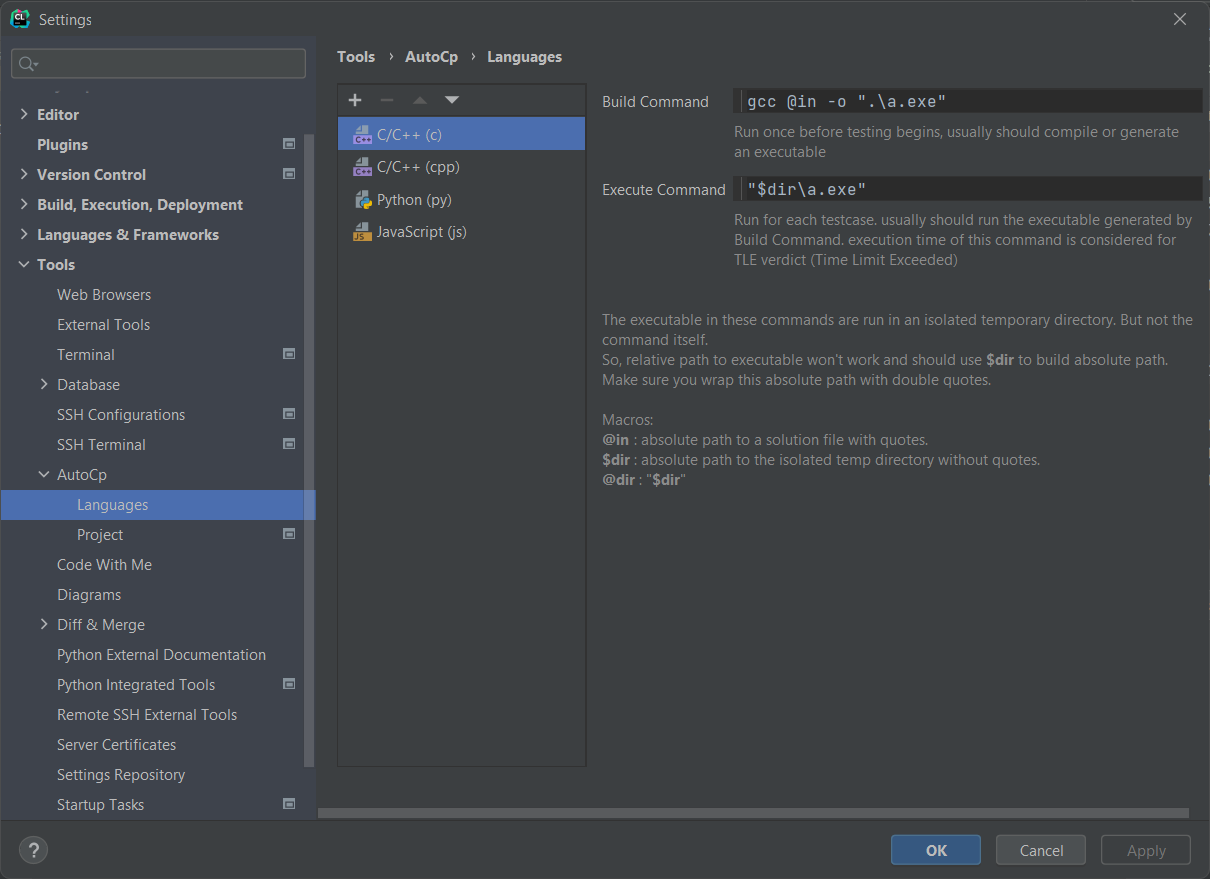 Settings
Editor
Plugins
Version Control
Build, Execution, Deployment
Languages & Frameworks
Tools
Web Browsers
External Tools
Terminal
Database
SSH Configurations
SSH Terminal
AutoCp
Languages
Project
Code With Me
Diagrams
Diff & Merge
Python External Documentation
Python Integrated Tools
Remote SSH External Tools
Server Certificates
Settings Repository
Startup Tasks
Tools › AutoCp › Languages
C/C++ (c)
C/C++ (cpp)
Python (py)
JavaScript (js)
Build Command gcc @in -o ".\a.exe"
Run once before testing begins, usually should compile or generate
an executable
Execute Command "$dir\a.exe"
Run for each testcase. usually should run the executable generated by
Build Command. execution time of this command is considered for
TLE verdict (Time Limit Exceeded)
The executable in these commands are run in an isolated temporary directory. But not the
command itself.
So, relative path to executable won't work and should use $dir to build absolute path.
Make sure you wrap this absolute path with double quotes.
Macros:
@in : absolute path to a solution file with quotes.
$dir : absolute path to the isolated temp directory without quotes.
@dir : "$dir"
?
OK
Cancel
Apply